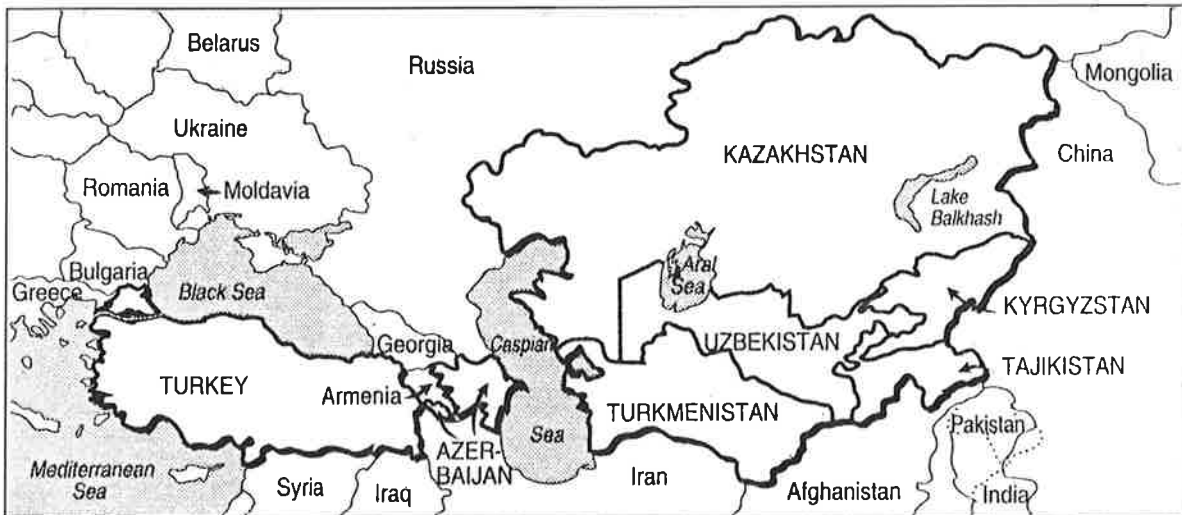 Belarus
Russia
Mongolia
Ukraine
KAZAKHSTAN
China
Romania
Moldavia
Lake
Balkhash
Bulgaria
Greece
Black Sea
Aral
Sea
KYRGYZSTAN
Georgia
Caspian
UZBEKISTAN
TAJIKISTAN
TURKEY
Armenia
TURKMENISTAN
Pakistan
Sea
AZER-
BAIJAN
Mediterranean
Sea
Syria
Iraq
Iran
Afghanistan
India